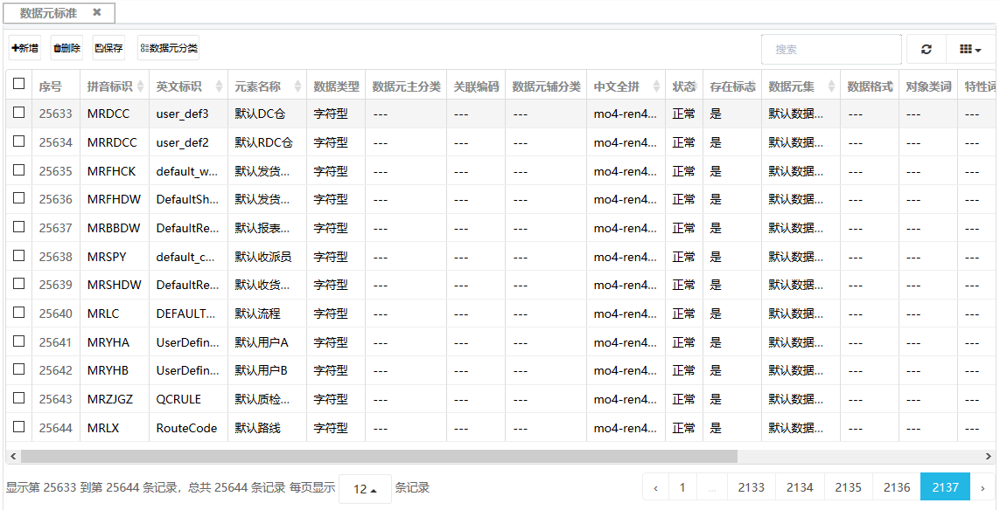 数据元标准 ✖
新增 删除 保存 数据元分类 搜索
序号 拼音标识 英文标识 元素名称 数据类型 数据元主分类 关联编码 数据元辅分类 中文全拼 状态 存在标志 数据元集 数据格式 对象类词 特性词
25633 MRDCC user_def3 默认DC仓 字符型 --- --- --- mo4-ren4... 正常 是 默认数据... --- --- ---
25634 MRRDCC user_def2 默认RDC仓 字符型 --- --- --- mo4-ren4... 正常 是 默认数据... --- --- ---
25635 MRFHCK default_w... 默认发货... 字符型 --- --- --- mo4-ren4... 正常 是 默认数据... --- --- ---
25636 MRFHDW DefaultSh... 默认发货... 字符型 --- --- --- mo4-ren4... 正常 是 默认数据... --- --- ---
25637 MRBBDW DefaultRe... 默认报表... 字符型 --- --- --- mo4-ren4... 正常 是 默认数据... --- --- ---
25638 MRSPY default_c... 默认收派员 字符型 --- --- --- mo4-ren4... 正常 是 默认数据... --- --- ---
25639 MRSHDW DefaultRe... 默认收货... 字符型 --- --- --- mo4-ren4... 正常 是 默认数据... --- --- ---
25640 MRLC DEFAULT... 默认流程 字符型 --- --- --- mo4-ren4... 正常 是 默认数据... --- --- ---
25641 MRYHA UserDefin... 默认用户A 字符型 --- --- --- mo4-ren4... 正常 是 默认数据... --- --- ---
25642 MRYHB UserDefin... 默认用户B 字符型 --- --- --- mo4-ren4... 正常 是 默认数据... --- --- ---
25643 MRZJGZ QCRULE 默认质检... 字符型 --- --- --- mo4-ren4... 正常 是 默认数据... --- --- ---
25644 MRLX RouteCode 默认路线 字符型 --- --- --- mo4-ren4... 正常 是 默认数据... --- --- ---
显示第 25633 到第 25644 条记录，总共 25644 条记录 每页显示 12 条记录 ‹ 1 ... 2133 2134 2135 2136 2137 ›